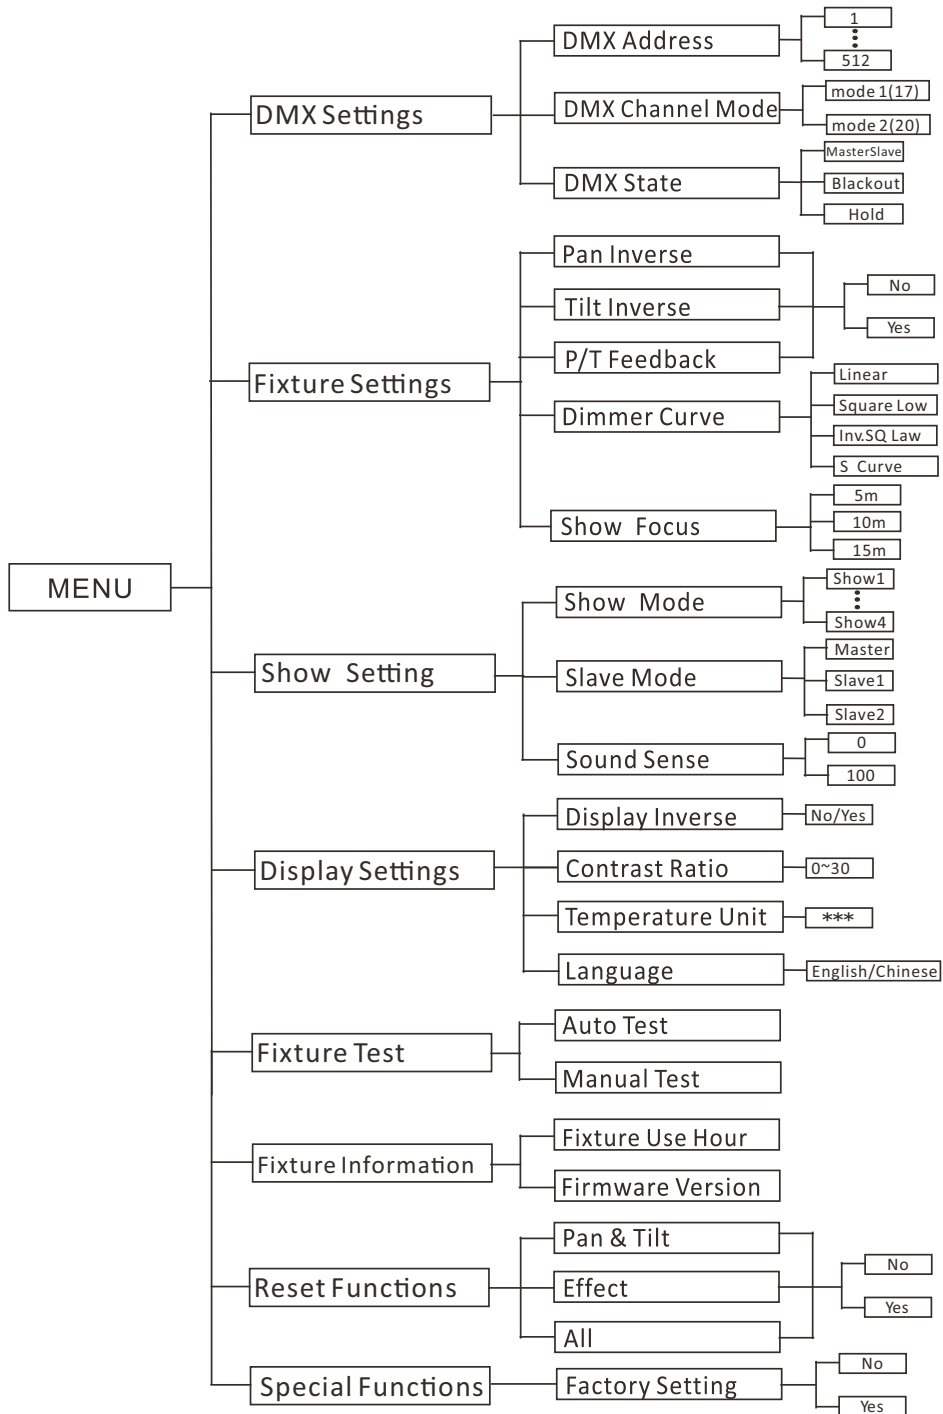 MENU
DMX Settings
DMX Address
1
512
DMX Channel Mode
mode 1(17)
mode 2(20)
DMX State
MasterSlave
Blackout
Hold
Fixture Settings
Pan Inverse
Tilt Inverse
P/T Feedback
No
Yes
Dimmer Curve
Linear
Square Low
Inv.SQ Law
S Curve
Show Focus
5m
10m
15m
Show Setting
Show Mode
Show1
Show4
Slave Mode
Master
Slave1
Slave2
Sound Sense
0
100
Display Settings
Display Inverse
No/Yes
Contrast Ratio
0~30
Temperature Unit
***
Language
English/Chinese
Fixture Test
Auto Test
Manual Test
Fixture Information
Fixture Use Hour
Firmware Version
Reset Functions
Pan & Tilt
Effect
All
No
Yes
Special Functions
Factory Setting
No
Yes